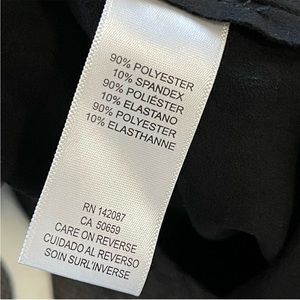 90% POLYESTER
10% SPANDEX
90% POLIÉSTER
10% ELASTANO
90% POLYESTER
10% ELASTHANNE
RN 142087
CA 50659
CARE ON REVERSE
CUIDADO AL REVERSO
SOIN SURL'INVERSE